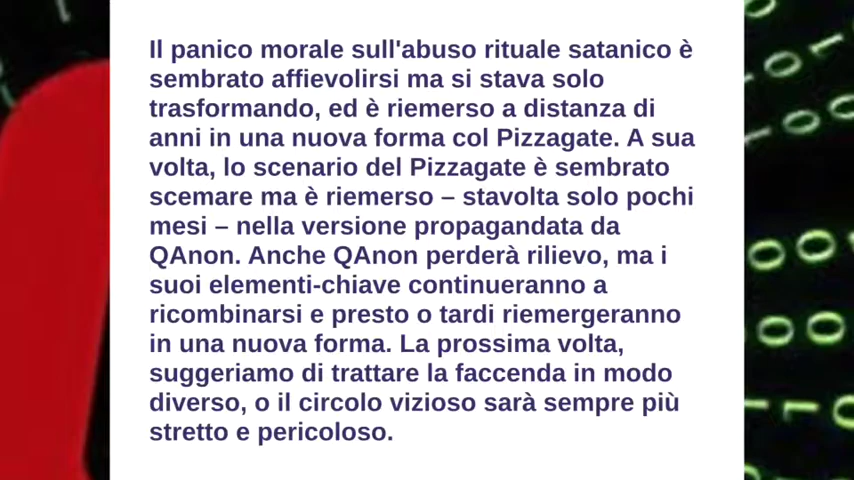 Il panico morale sull'abuso rituale satanico è
sembrato affievolirsi ma si stava solo
trasformando, ed è riemerso a distanza di
anni in una nuova forma col Pizzagate. A sua
volta, lo scenario del Pizzagate è sembrato
scemare ma è riemerso – stavolta solo pochi
mesi – nella versione propagandata da
QAnon. Anche QAnon perderà rilievo, ma i
suoi elementi-chiave continueranno a
ricombinarsi e presto o tardi riemergeranno
in una nuova forma. La prossima volta,
suggeriamo di trattare la faccenda in modo
diverso, o il circolo vizioso sarà sempre più
stretto e pericoloso.